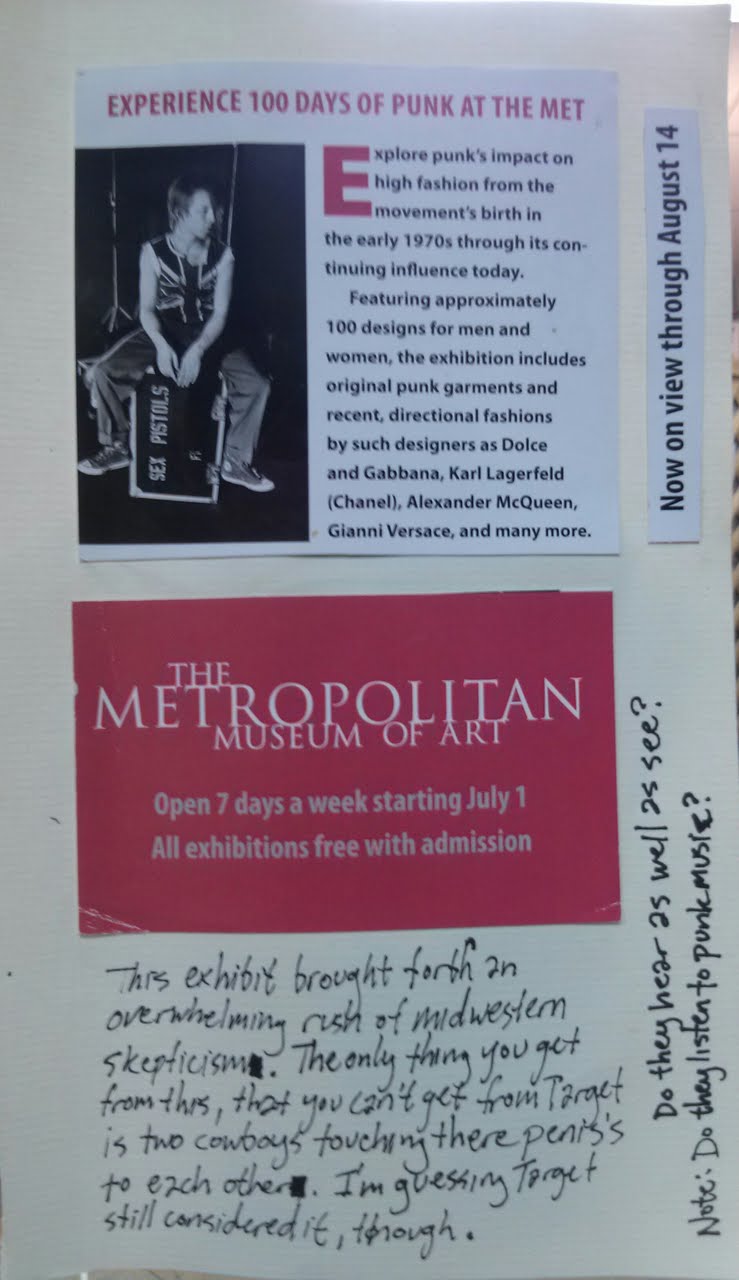 EXPERIENCE 100 DAYS OF PUNK AT THE MET
Explore punk's impact on
high fashion from the
movement's birth in
the early 1970s through its con-
tinuing influence today.
Featuring approximately
100 designs for men and
women, the exhibition includes
original punk garments and
recent, directional fashions
by such designers as Dolce
and Gabbana, Karl Lagerfeld
(Chanel), Alexander McQueen,
Gianni Versace, and many more.
SEX PISTOLS
Now on view through August 14
THE
METROPOLITAN
MUSEUM OF ART
Open 7 days a week starting July 1
All exhibitions free with admission
This exhibit brought forth an
overwhelming rush of midwestern
skepticism. The only thing you get
from this, that you can't get from Target
is two cowboys touching there penis's
to each other. I'm guessing Target
still considered it, though.
Do they hear as well as see?
Note: Do they listen to punk music?